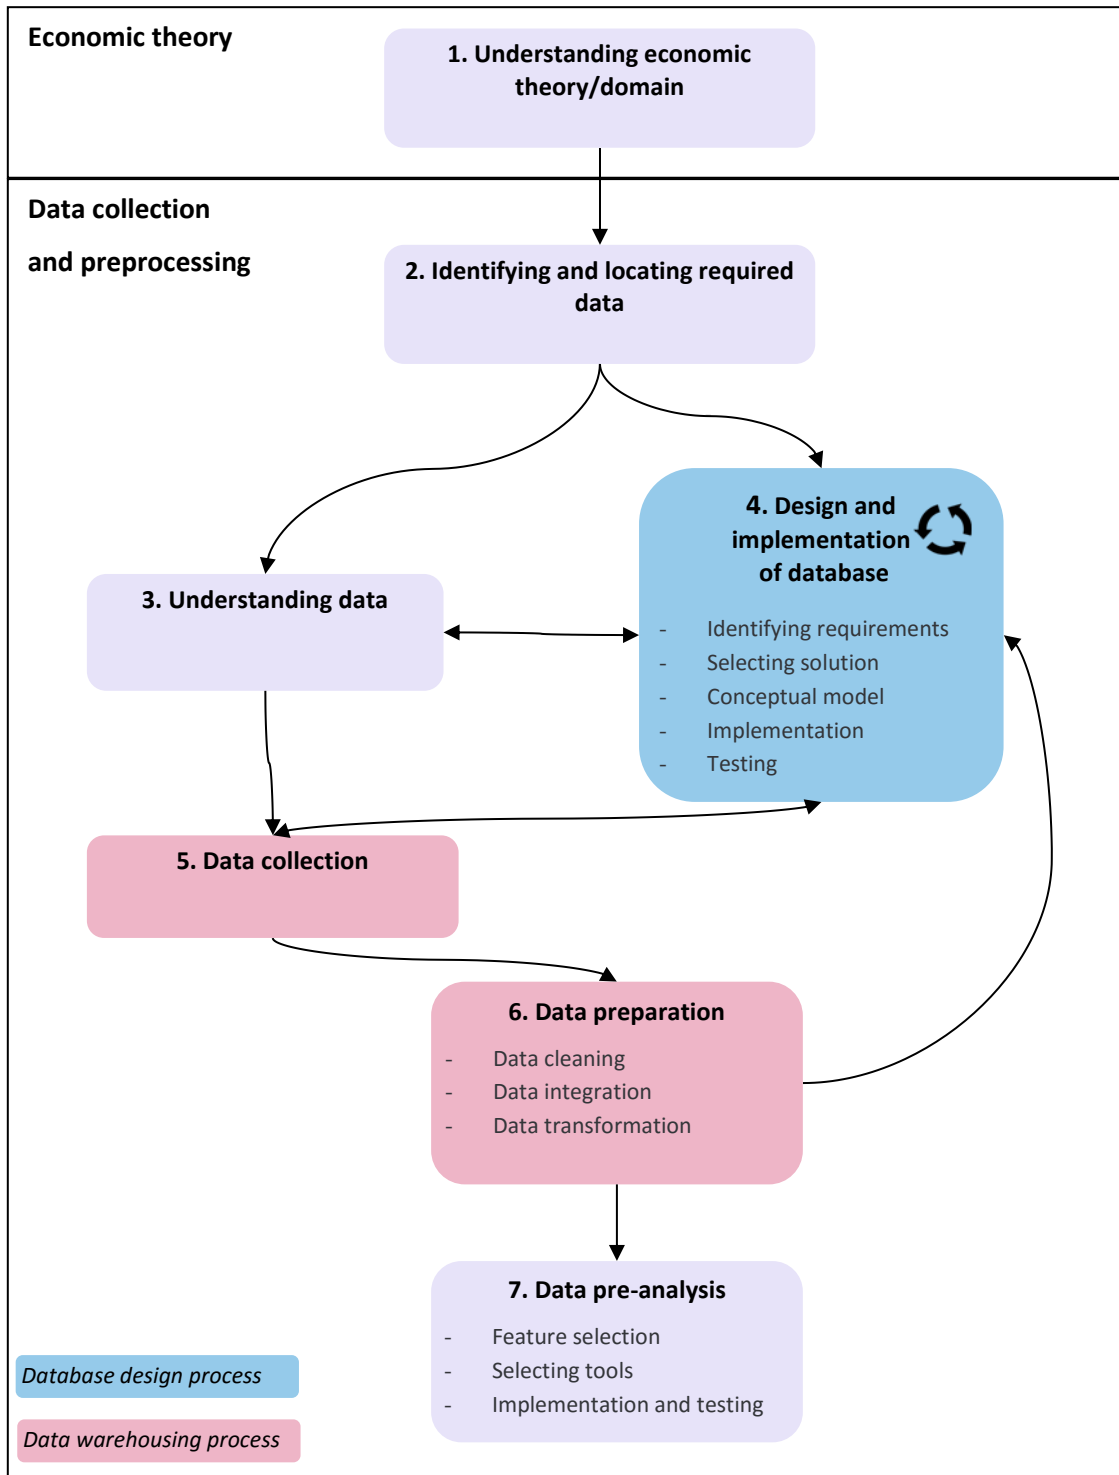 Economic theory
1. Understanding economic
theory/domain
Data collection
and preprocessing
2. Identifying and locating required
data
3. Understanding data
4. Design and
implementation
of database
- Identifying requirements
- Selecting solution
- Conceptual model
- Implementation
- Testing
5. Data collection
6. Data preparation
- Data cleaning
- Data integration
- Data transformation
7. Data pre-analysis
- Feature selection
- Selecting tools
- Implementation and testing
Database design process
Data warehousing process